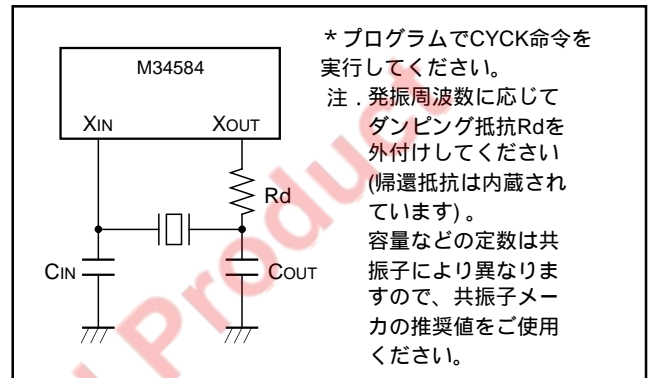 M34584
XIN
XOUT
Rd
CIN
COUT
＊プログラムでCYCK命令を
実行してください。
注．発振周波数に応じて
ダンピング抵抗Rdを
外付けしてください
(帰還抵抗は内蔵され
ています)。
容量などの定数は共
振子により異なりま
すので、共振子メー
カの推奨値をご使用
ください。
d Product